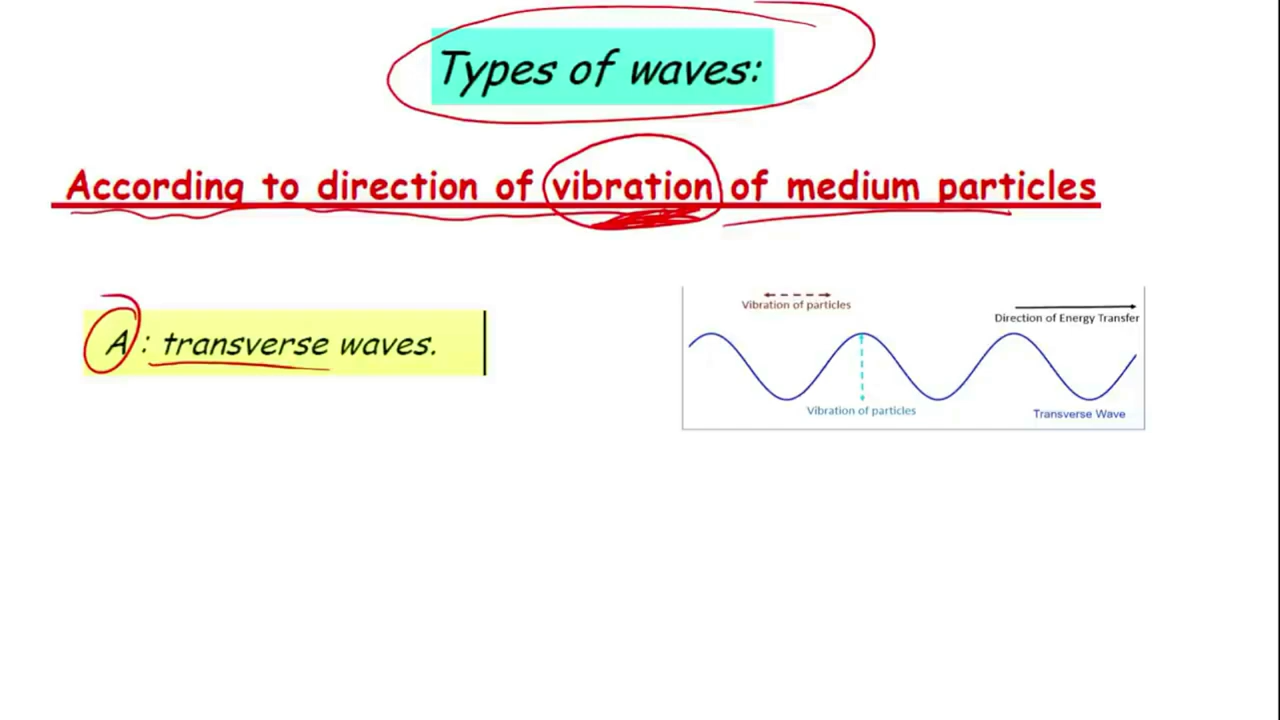 Types of waves:
According to direction of vibration of medium particles
A : transverse waves.
Vibration of particles
Direction of Energy Transfer
Vibration of particles
Transverse Wave